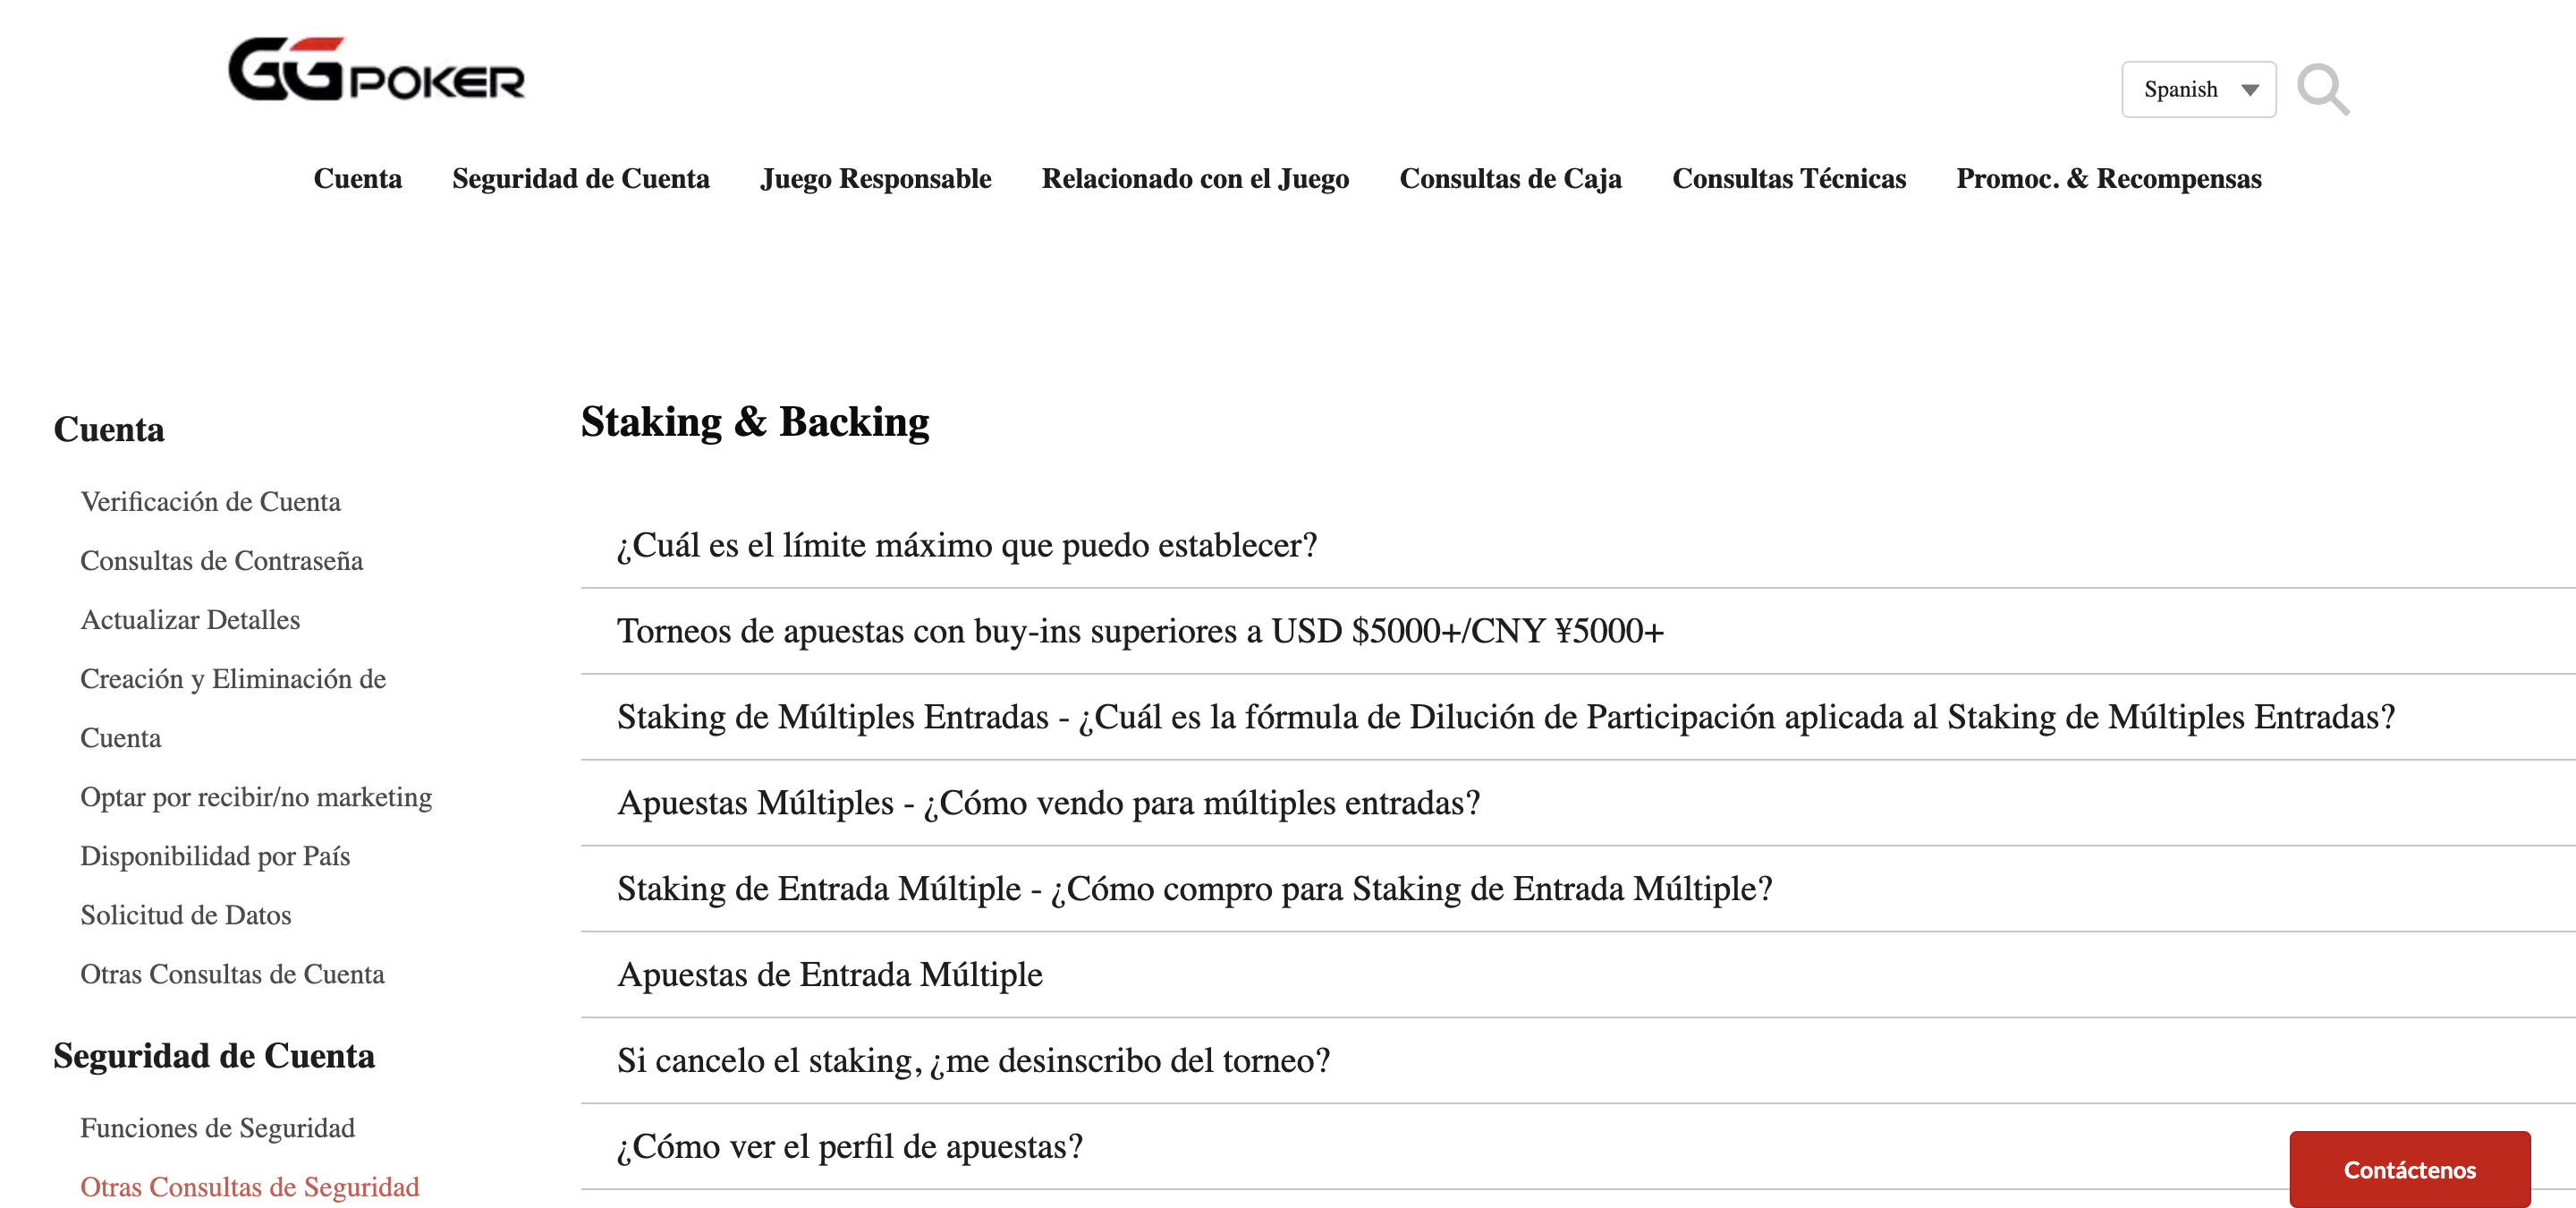 GGPOKER
Spanish
Cuenta Seguridad de Cuenta Juego Responsable Relacionado con el Juego Consultas de Caja Consultas Técnicas Promoc. & Recompensas
Cuenta
Verificación de Cuenta
Consultas de Contraseña
Actualizar Detalles
Creación y Eliminación de
Cuenta
Optar por recibir/no marketing
Disponibilidad por País
Solicitud de Datos
Otras Consultas de Cuenta
Seguridad de Cuenta
Funciones de Seguridad
Otras Consultas de Seguridad
Staking & Backing
¿Cuál es el límite máximo que puedo establecer?
Torneos de apuestas con buy-ins superiores a USD $5000+/CNY ¥5000+
Staking de Múltiples Entradas - ¿Cuál es la fórmula de Dilución de Participación aplicada al Staking de Múltiples Entradas?
Apuestas Múltiples - ¿Cómo vendo para múltiples entradas?
Staking de Entrada Múltiple - ¿Cómo compro para Staking de Entrada Múltiple?
Apuestas de Entrada Múltiple
Si cancelo el staking, ¿me desinscribo del torneo?
¿Cómo ver el perfil de apuestas?
Contáctenos